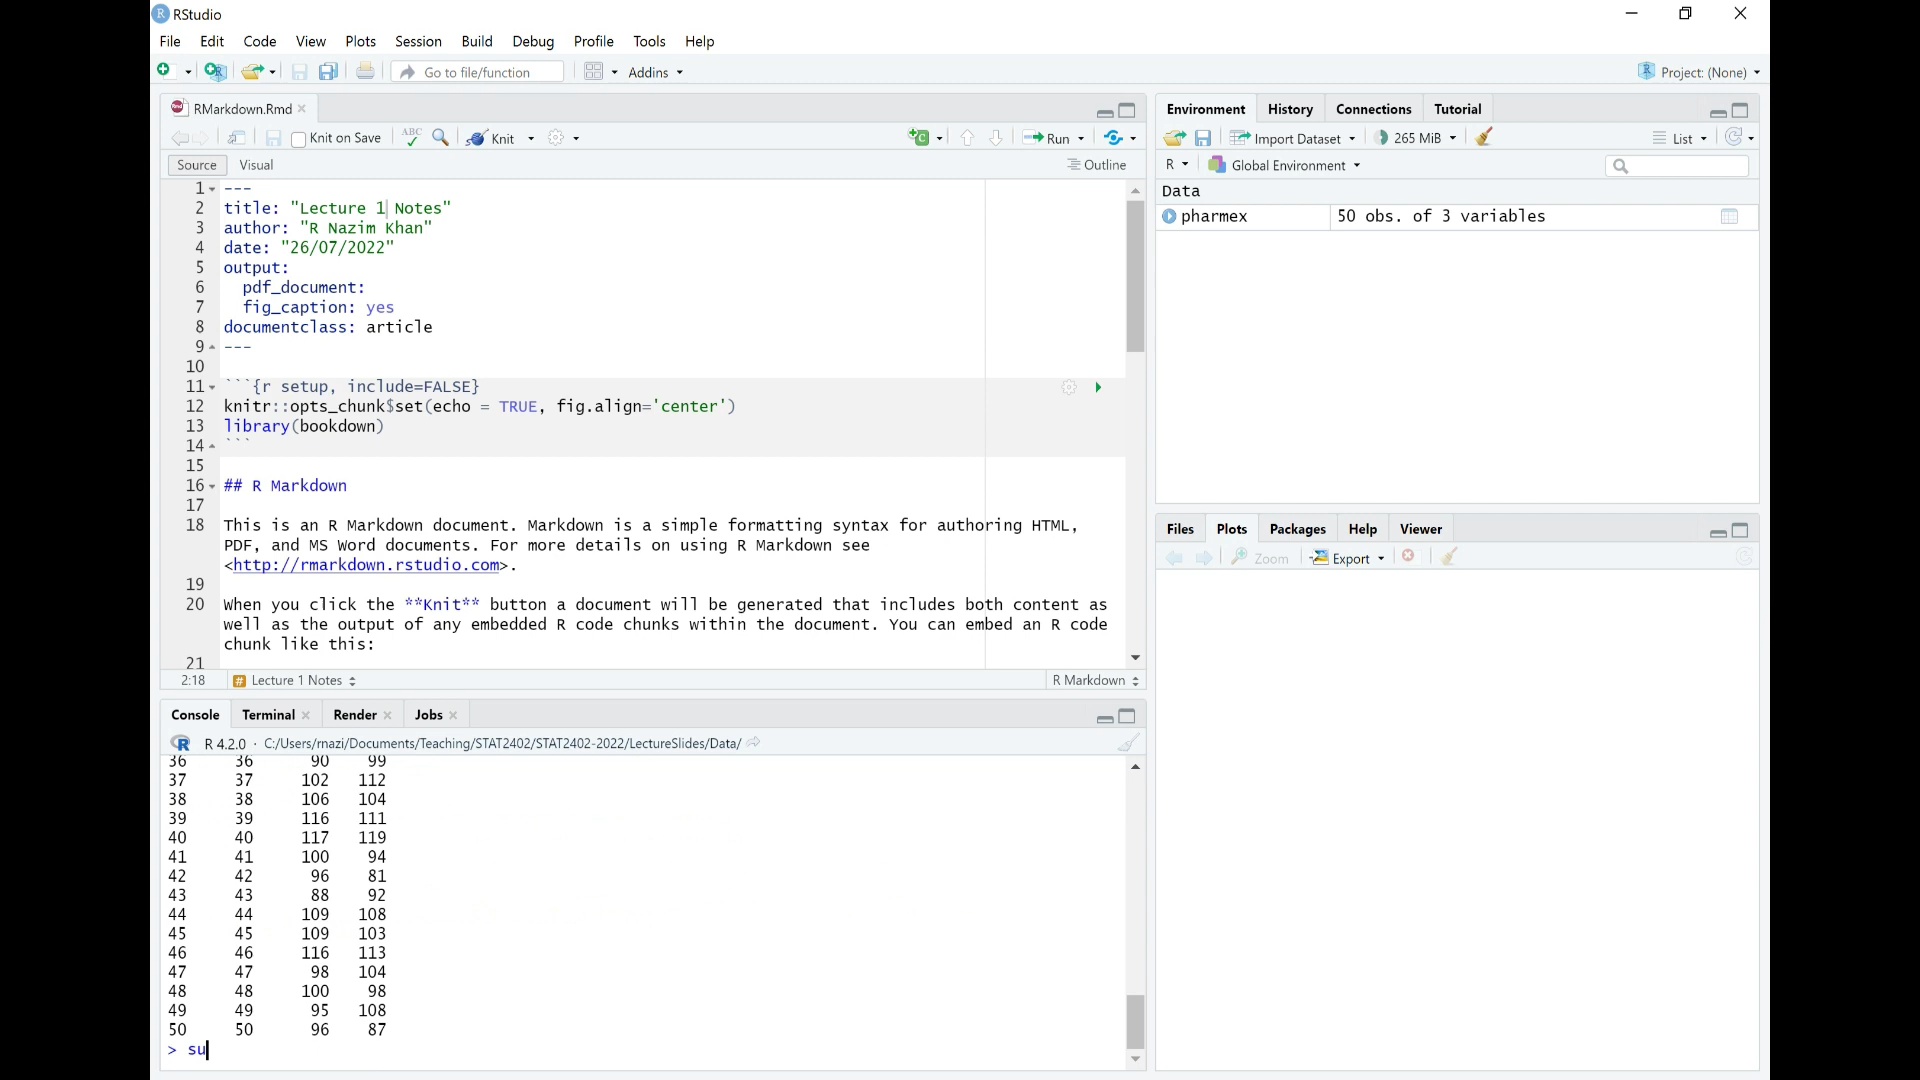 RStudio
File Edit Code View Plots Session Build Debug Profile Tools Help
Go to file/function Addins Project: (None)
RMarkdown.Rmd
Knit on Save ABC Knit Run
Source Visual Outline
1 ---
2 title: "Lecture 1 Notes"
3 author: "R Nazim Khan"
4 date: "26/07/2022"
5 output:
6 pdf_document:
7 fig_caption: yes
8 documentclass: article
9 ---
10
11 ```{r setup, include=FALSE}
12 knitr::opts_chunk$set(echo = TRUE, fig.align='center')
13 library(bookdown)
14 ```
15
16 ## R Markdown
17
18 This is an R Markdown document. Markdown is a simple formatting syntax for authoring HTML,
PDF, and MS Word documents. For more details on using R Markdown see
<http://rmarkdown.rstudio.com>.
19
20 When you click the **Knit** button a document will be generated that includes both content as
well as the output of any embedded R code chunks within the document. You can embed an R code
chunk like this:
21
2:18 # Lecture 1 Notes R Markdown
Console Terminal Render Jobs
R 4.2.0 · C:/Users/rnazi/Documents/Teaching/STAT2402/STAT2402-2022/LectureSlides/Data/
36 36 90 99
37 37 102 112
38 38 106 104
39 39 116 111
40 40 117 119
41 41 100 94
42 42 96 81
43 43 88 92
44 44 109 108
45 45 109 103
46 46 116 113
47 47 98 104
48 48 100 98
49 49 95 108
50 50 96 87
> su
Environment History Connections Tutorial
Import Dataset 265 MiB List
R Global Environment
Data
pharmex 50 obs. of 3 variables
Files Plots Packages Help Viewer
Zoom Export